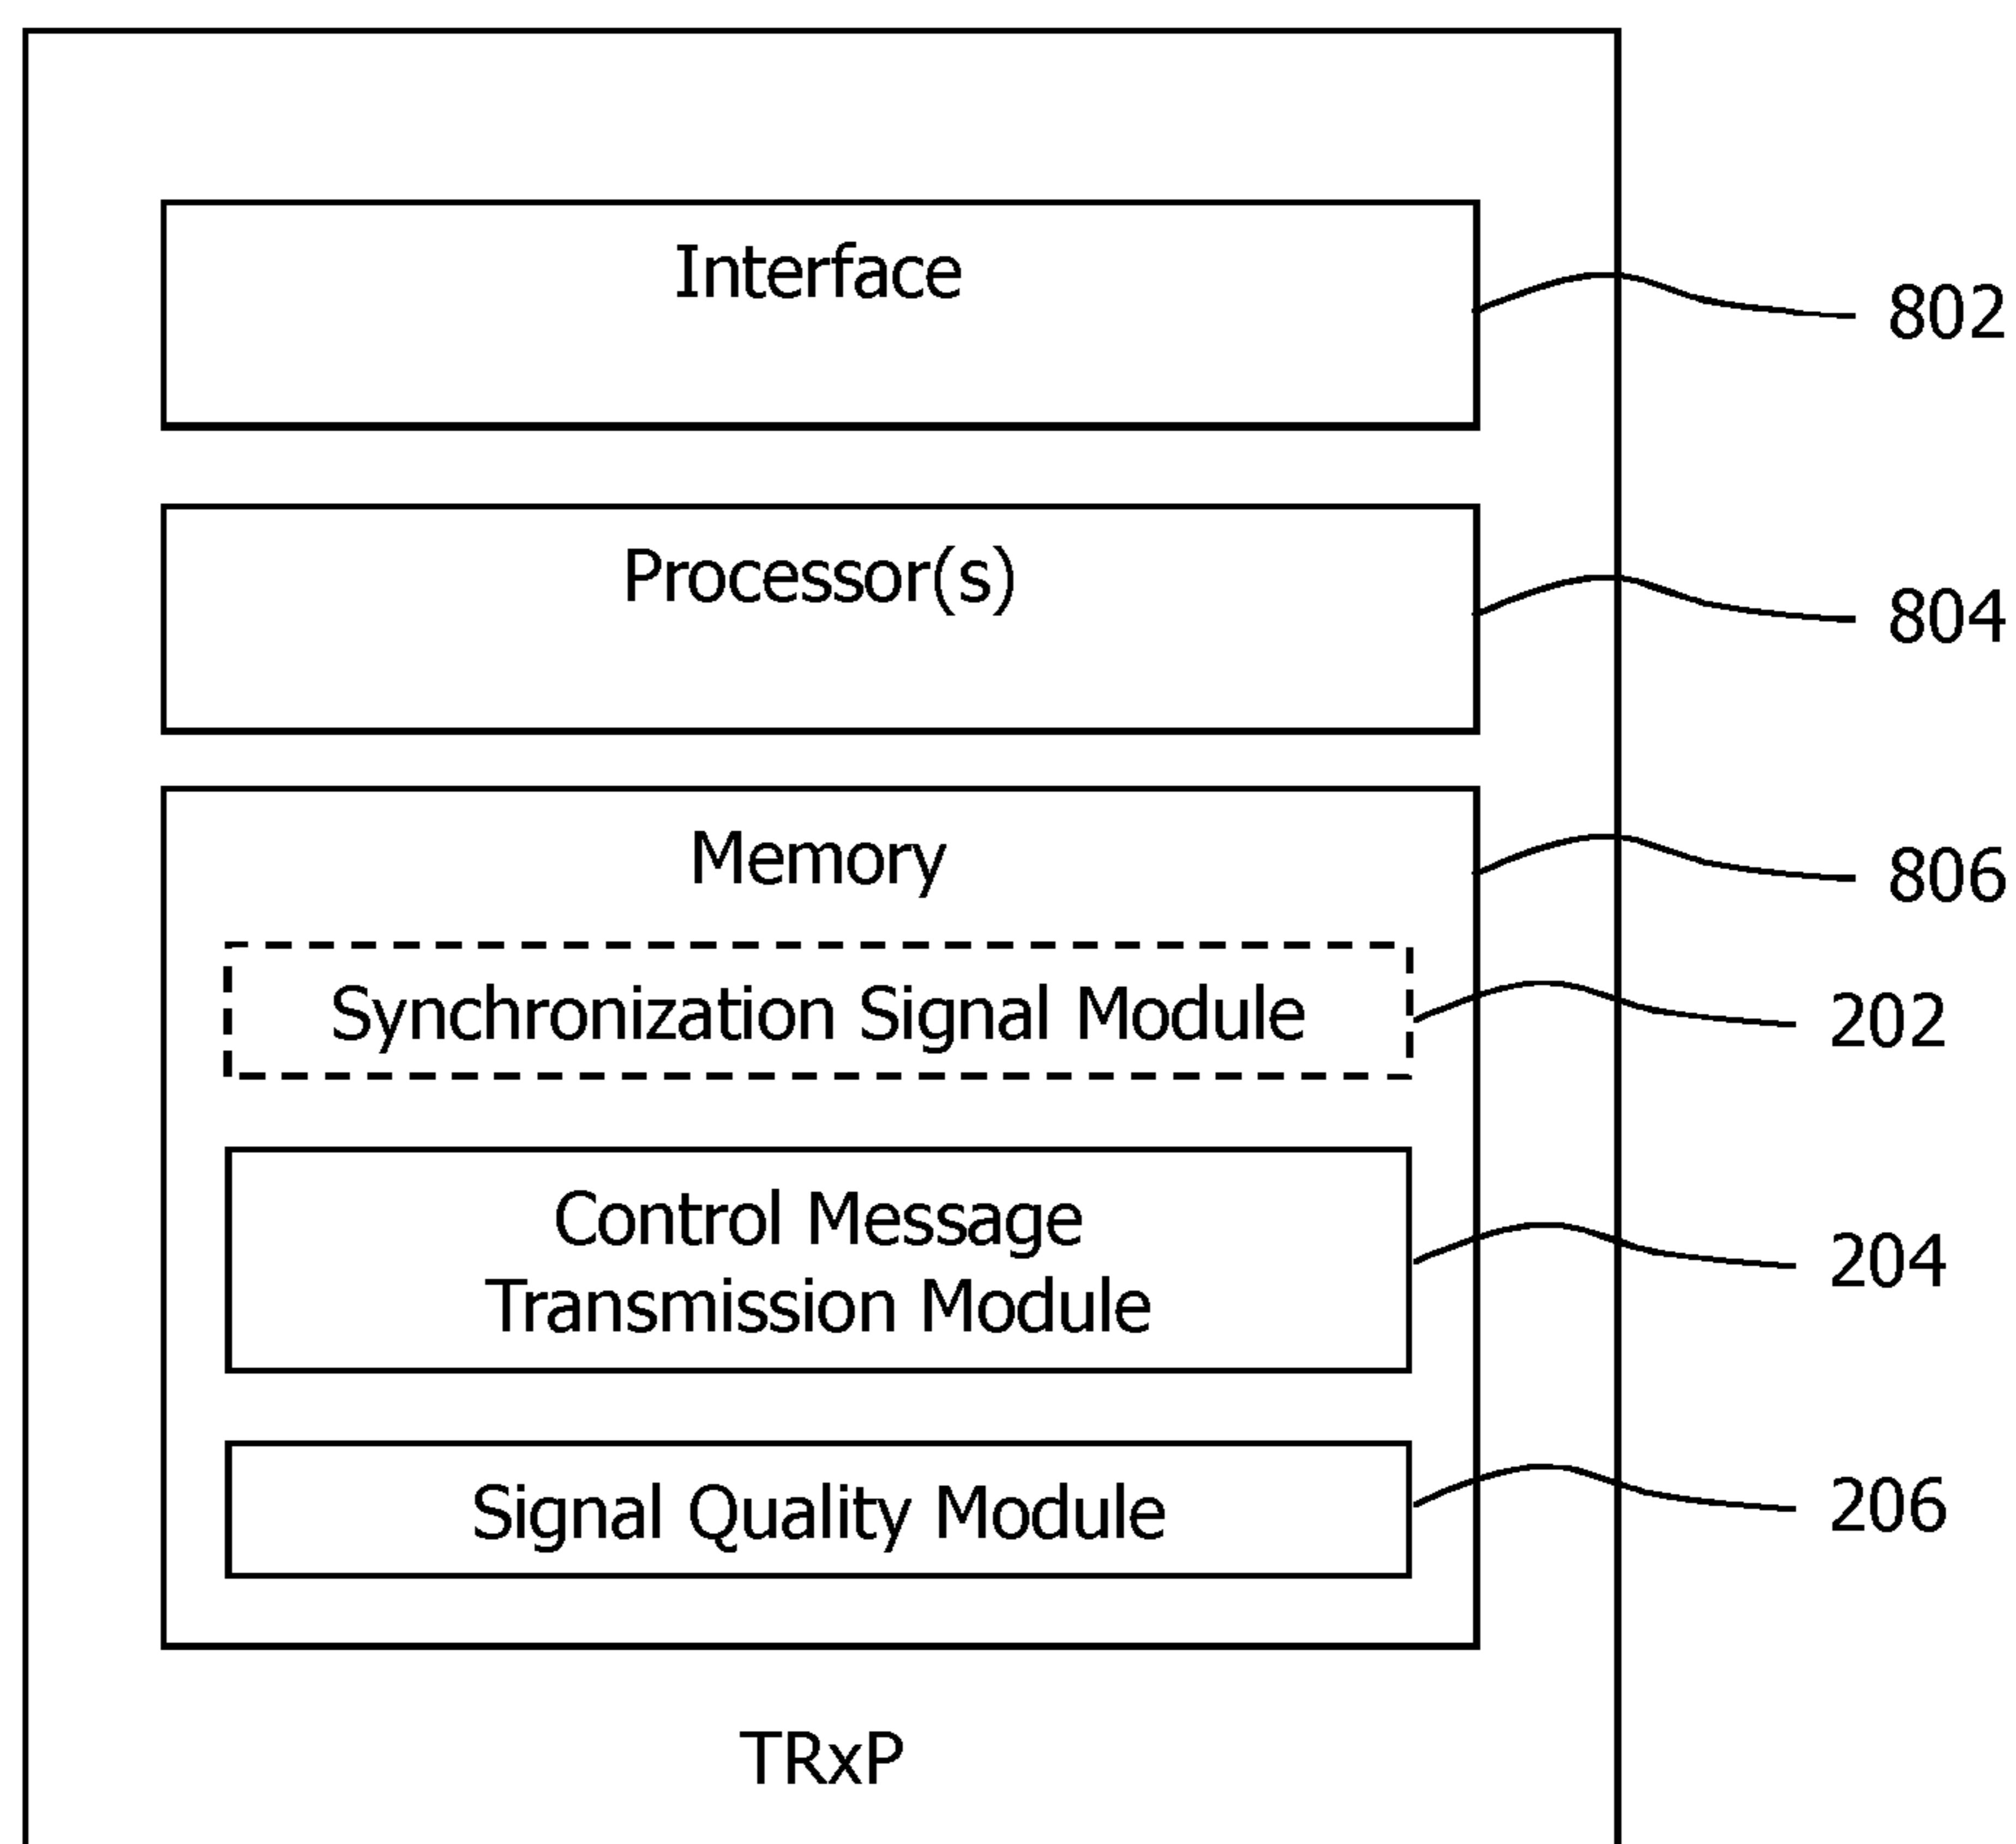 Interface
802
Processor(s)
804
Memory
806
Synchronization Signal Module
202
Control Message
Transmission Module
204
Signal Quality Module
206
TRxP